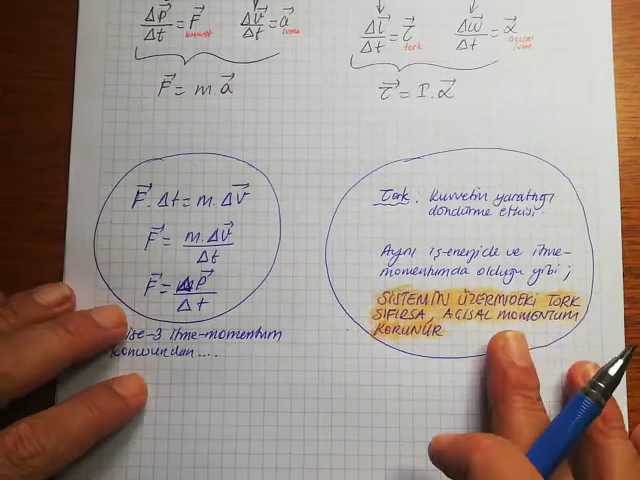 Δp/Δt = F Δv/Δt = a
kuvvet ivme
F = m.a
ΔL/Δt = τ Δω/Δt = α
tork açısal ivme
τ = I.α
F.Δt = m.Δv
F = m.Δv/Δt
F = Δp/Δt
ise-3 itme-momentum
konusundan....
Tork: Kuvvetin yarattığı
döndürme etkisi.
Aynı iş-enerjide ve itme-
momentumda olduğu gibi;
SİSTEMİN ÜZERİNDEKİ TORK
SIFIRSA, AÇISAL MOMENTUM
KORUNUR